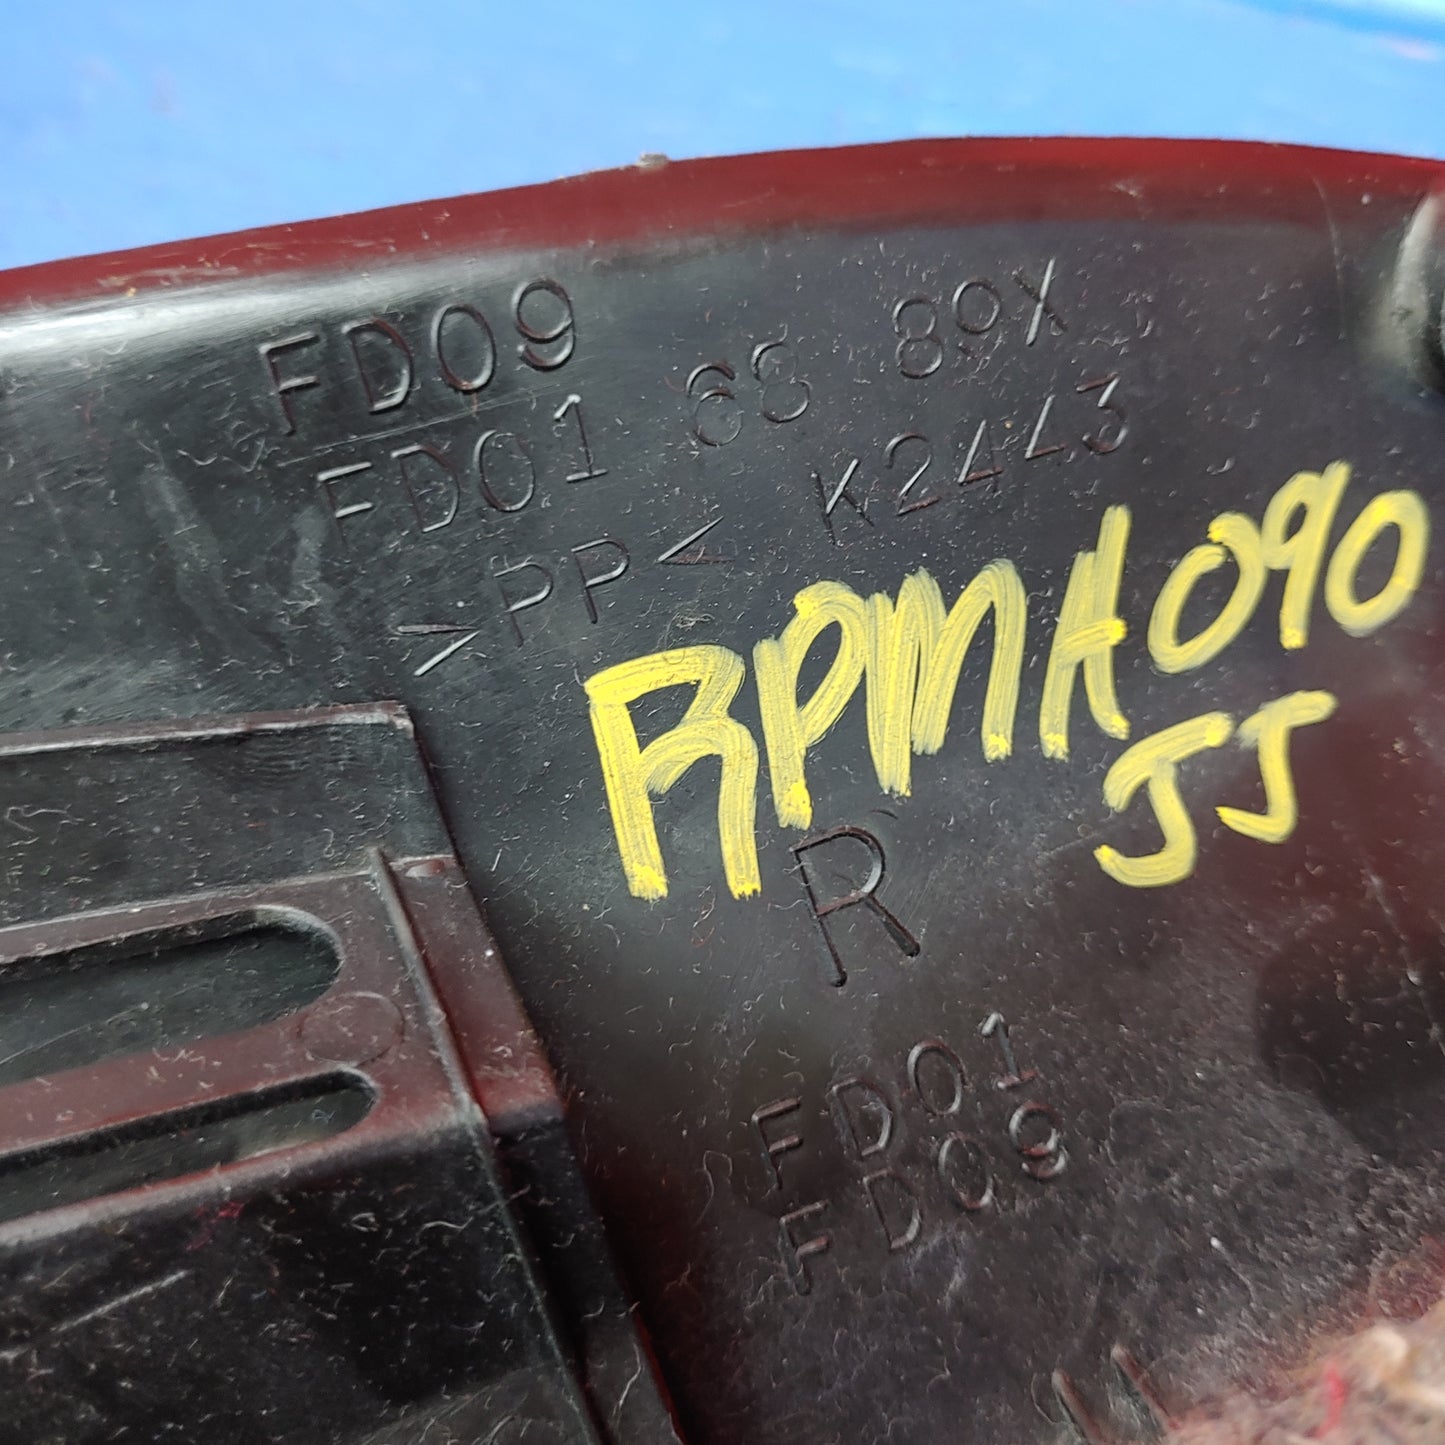 FD09
FD01 68 89X
>PP< K2443
RPMA090
JJ
R
FD01
FD09